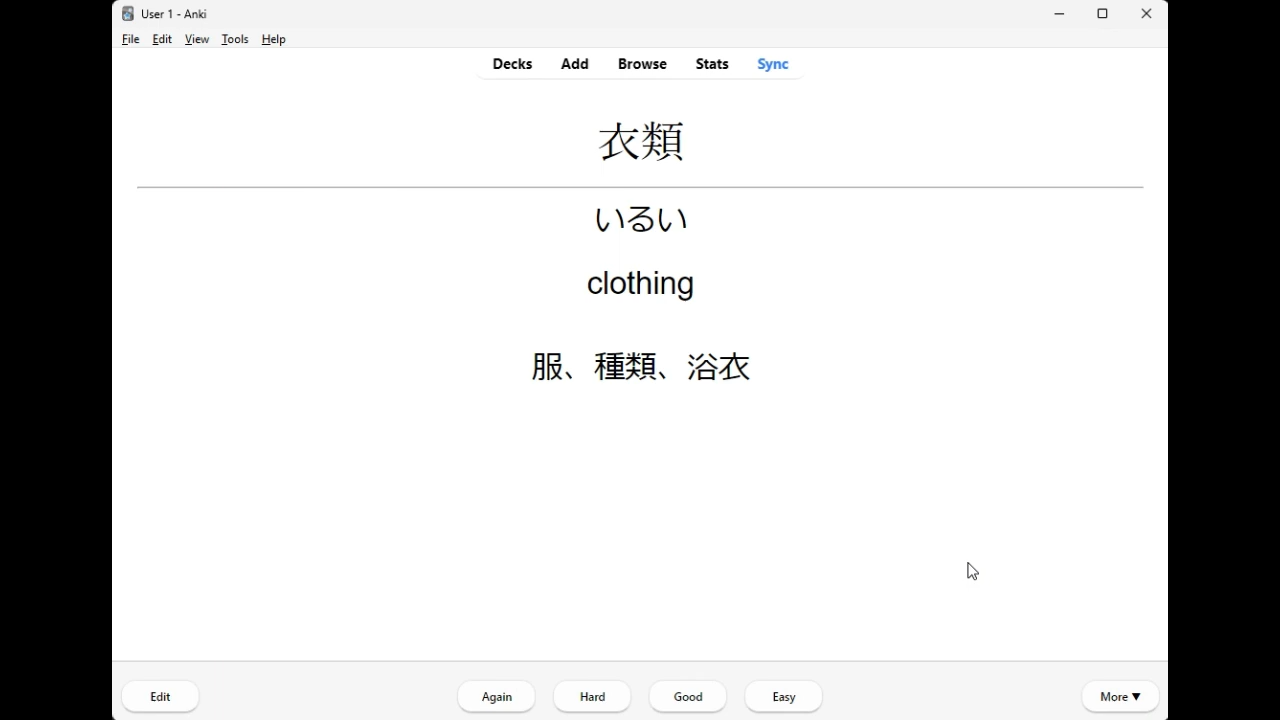 User 1 - Anki
File Edit View Tools Help
Decks Add Browse Stats Sync
衣類
いるい
clothing
服、種類、浴衣
Edit Again Hard Good Easy More ▼